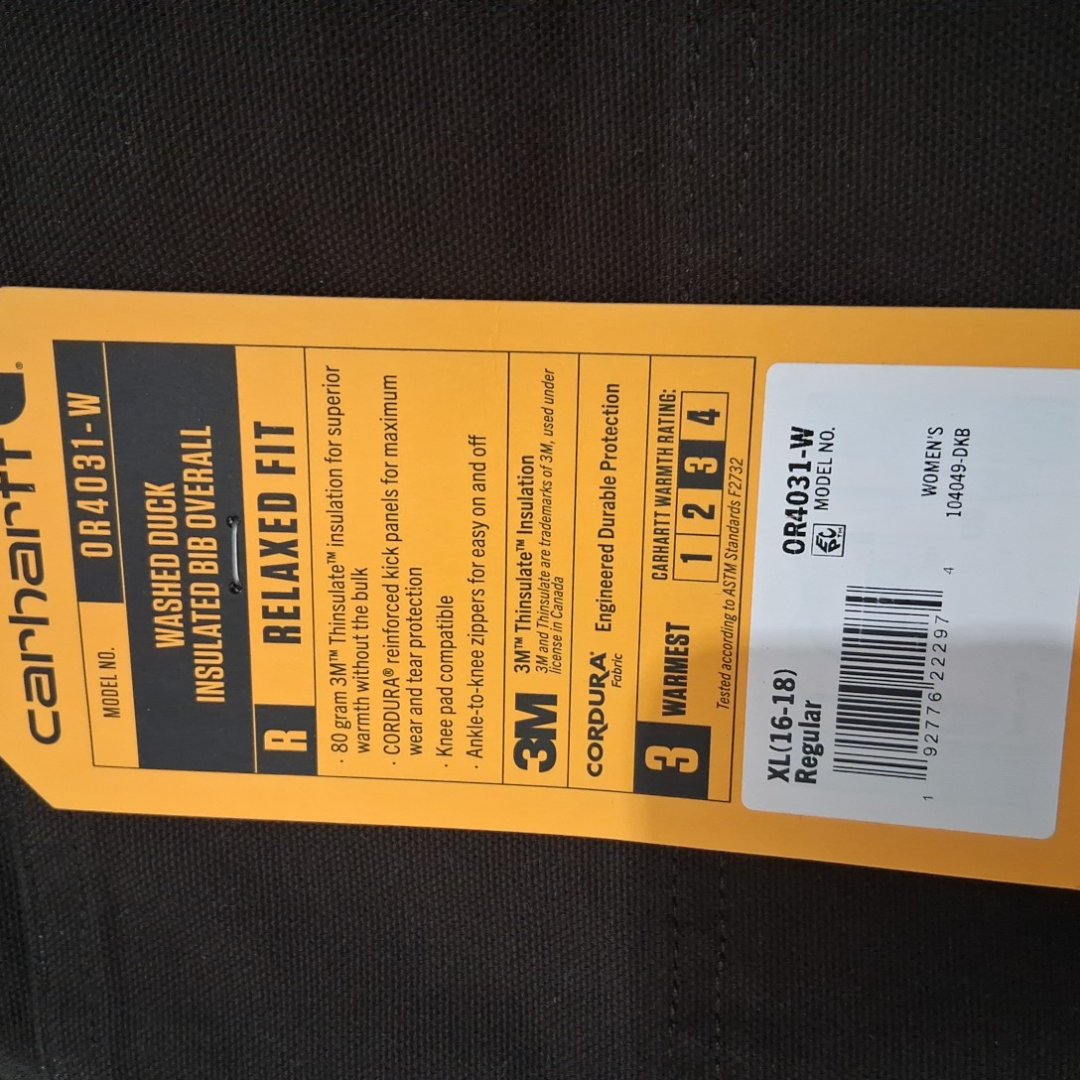 carhartt®
MODEL NO. OR4031-W
WASHED DUCK
INSULATED BIB OVERALL
R RELAXED FIT
· 80 gram 3M™ Thinsulate™ insulation for superior
warmth without the bulk
· CORDURA® reinforced kick panels for maximum
wear and tear protection
· Knee pad compatible
· Ankle-to-knee zippers for easy on and off
3M 3M™ Thinsulate™ Insulation
3M and Thinsulate are trademarks of 3M, used under
license in Canada
CORDURA® Engineered Durable Protection
Fabric
3 WARMEST
CARHARTT WARMTH RATING:
1 2 3 4
Tested according to ASTM Standards F2732
XL(16-18)
Regular
OR4031-W
MODEL NO.
1 92776 22297 4
WOMEN'S
104049-DKB